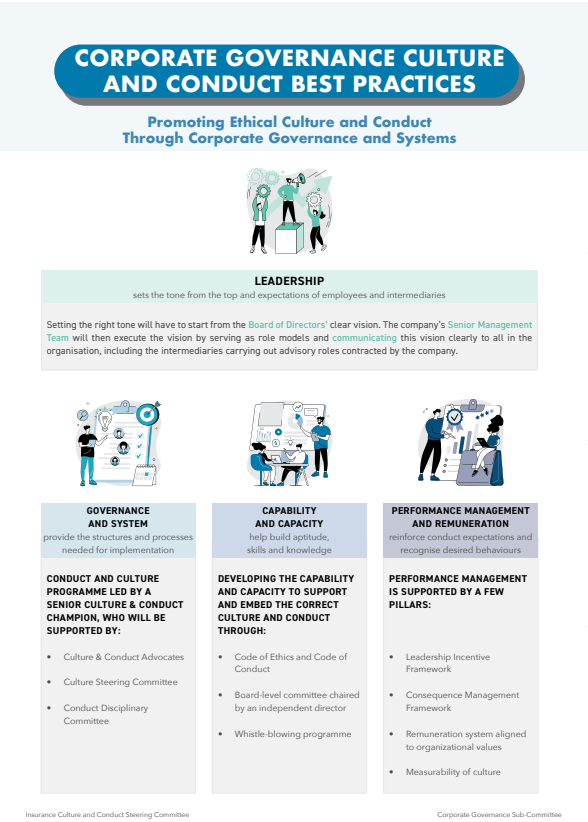 CORPORATE GOVERNANCE CULTURE
AND CONDUCT BEST PRACTICES
Promoting Ethical Culture and Conduct
Through Corporate Governance and Systems
LEADERSHIP
sets the tone from the top and expectations of employees and intermediaries
Setting the right tone will have to start from the Board of Directors' clear vision. The company's Senior Management
Team will then execute the vision by serving as role models and communicating this vision clearly to all in the
organisation, including the intermediaries carrying out advisory roles contracted by the company.
GOVERNANCE
AND SYSTEM
provide the structures and processes
needed for implementation
CONDUCT AND CULTURE
PROGRAMME LED BY A
SENIOR CULTURE & CONDUCT
CHAMPION, WHO WILL BE
SUPPORTED BY:
• Culture & Conduct Advocates
• Culture Steering Committee
• Conduct Disciplinary
Committee
CAPABILITY
AND CAPACITY
help build aptitude,
skills and knowledge
DEVELOPING THE CAPABILITY
AND CAPACITY TO SUPPORT
AND EMBED THE CORRECT
CULTURE AND CONDUCT
THROUGH:
• Code of Ethics and Code of
Conduct
• Board-level committee chaired
by an independent director
• Whistle-blowing programme
PERFORMANCE MANAGEMENT
AND REMUNERATION
reinforce conduct expectations and
recognise desired behaviours
PERFORMANCE MANAGEMENT
IS SUPPORTED BY A FEW
PILLARS:
• Leadership Incentive
Framework
• Consequence Management
Framework
• Remuneration system aligned
to organizational values
• Measurability of culture
Insurance Culture and Conduct Steering Committee
Corporate Governance Sub-Committee